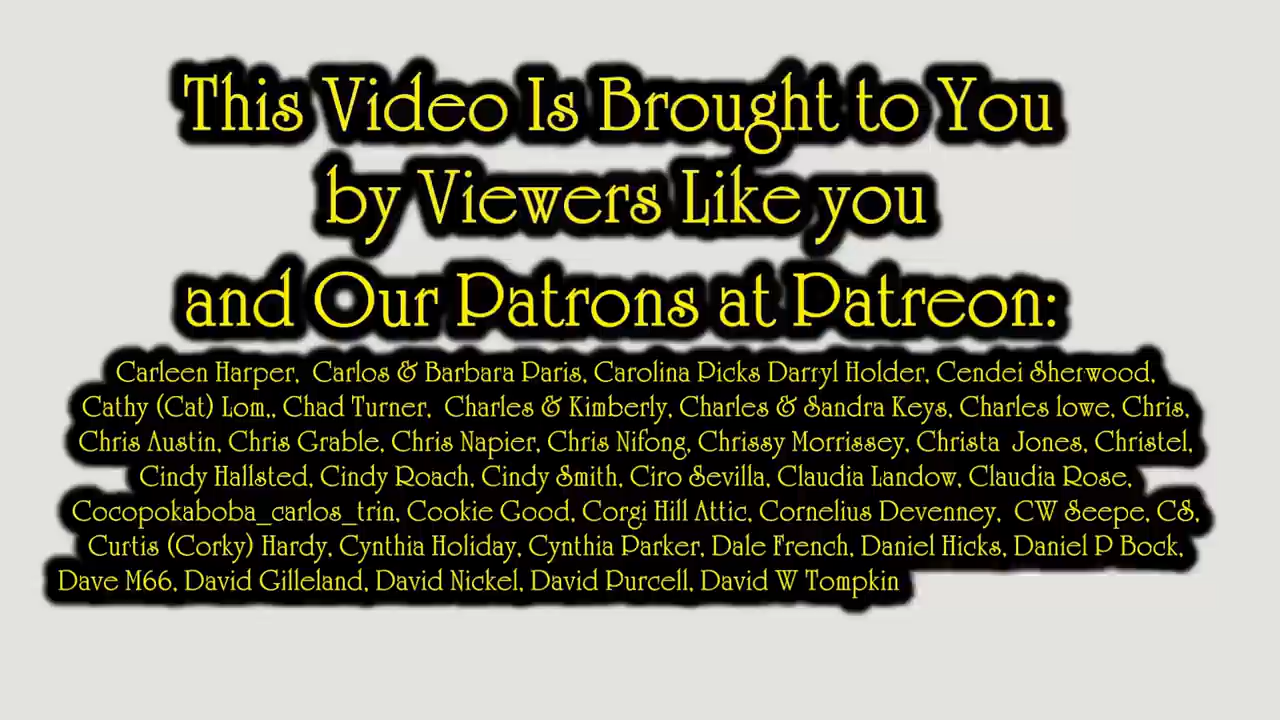 This Video Is Brought to You
by Viewers Like you
and Our Patrons at Patreon:
Carleen Harper,  Carlos & Barbara Paris, Carolina Picks Darryl Holder, Cendei Sherwood,
Cathy (Cat) Lom,, Chad Turner,  Charles & Kimberly, Charles & Sandra Keys, Charles lowe, Chris,
Chris Austin, Chris Grable, Chris Napier, Chris Nifong, Chrissy Morrissey, Christa  Jones, Christel,
Cindy Hallsted, Cindy Roach, Cindy Smith, Ciro Sevilla, Claudia Landow, Claudia Rose,
Cocopokaboba_carlos_trin, Cookie Good, Corgi Hill Attic, Cornelius Devenney,  CW Seepe, CS,
Curtis (Corky) Hardy, Cynthia Holiday, Cynthia Parker, Dale French, Daniel Hicks, Daniel P Bock,
Dave M66, David Gilleland, David Nickel, David Purcell, David W Tompkin